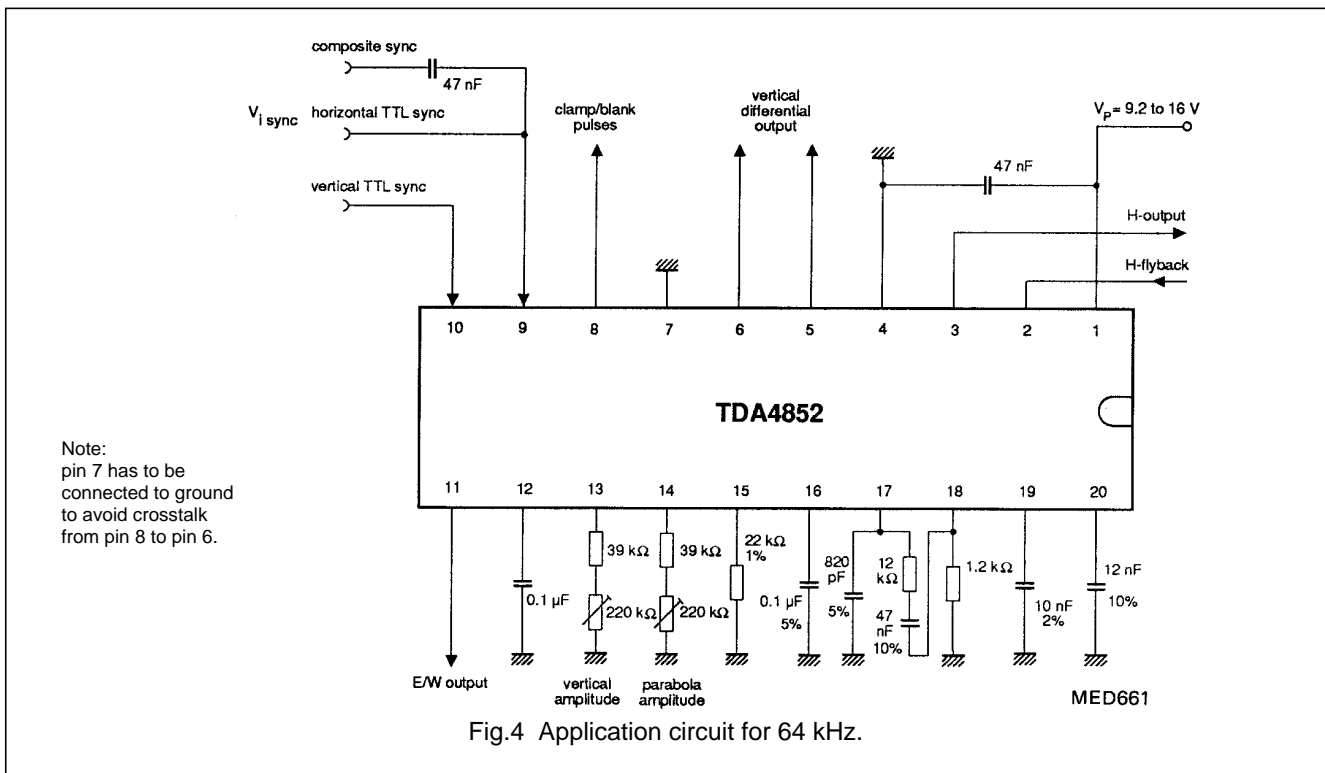 composite sync
47 nF
V i sync
horizontal TTL sync
vertical TTL sync
clamp/blank
pulses
vertical
differential
output
VP = 9.2 to 16 V
47 nF
H-output
H-flyback
10 9 8 7 6 5 4 3 2 1
TDA4852
Note:
pin 7 has to be
connected to ground
to avoid crosstalk
from pin 8 to pin 6.
11 12 13 14 15 16 17 18 19 20
0.1 µF
39 kΩ
220 kΩ
39 kΩ
220 kΩ
22 kΩ
1%
0.1 µF
5%
820
pF
5%
12
kΩ
47
nF
10%
1.2 kΩ
10 nF
2%
12 nF
10%
E/W output
vertical
amplitude
parabola
amplitude
MED661
Fig.4 Application circuit for 64 kHz.